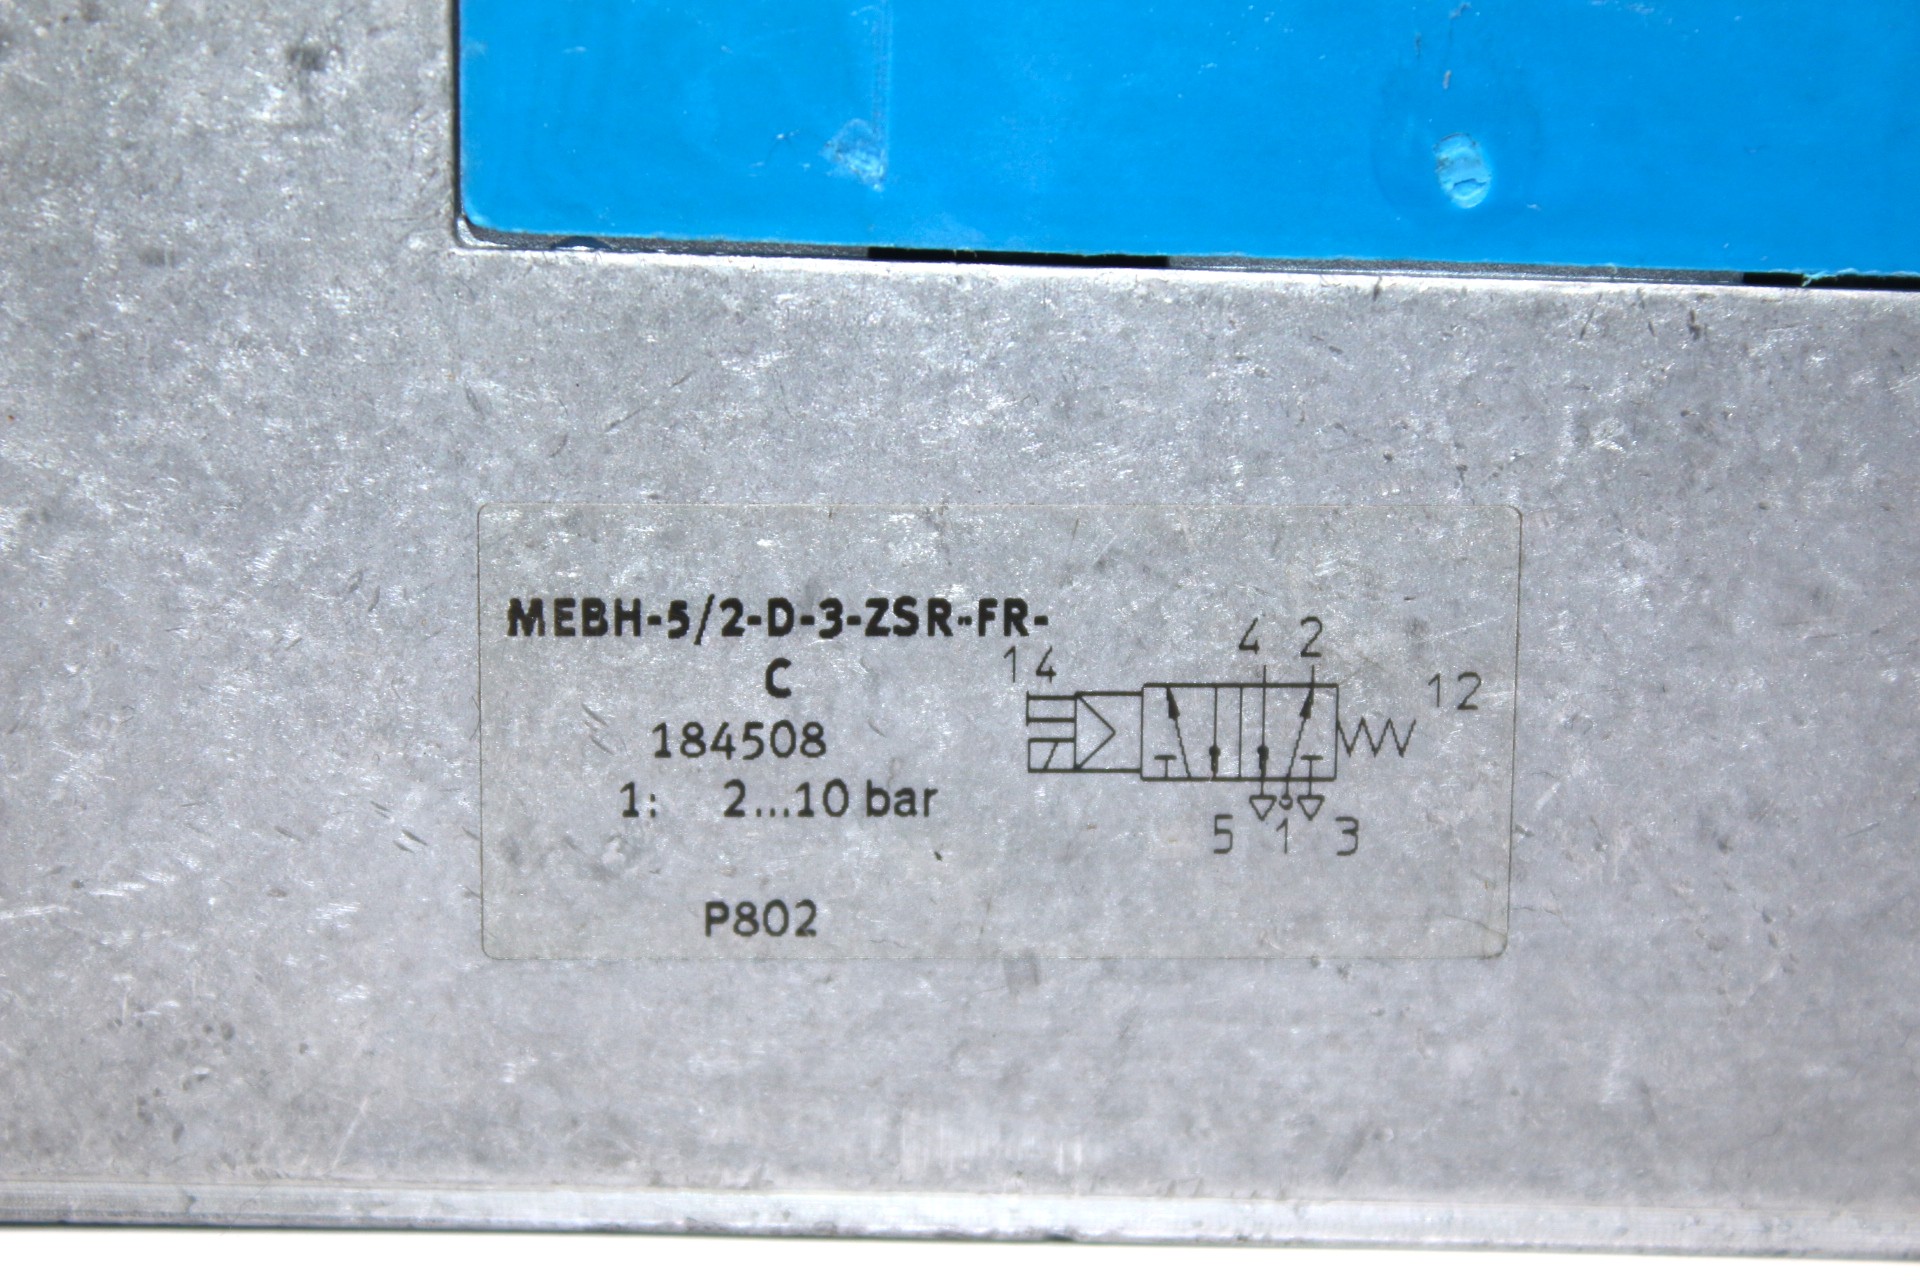 MEBH-5/2-D-3-ZSR-FR-
C
184508
1: 2...10 bar
P802
14
4 2
12
5 1 3